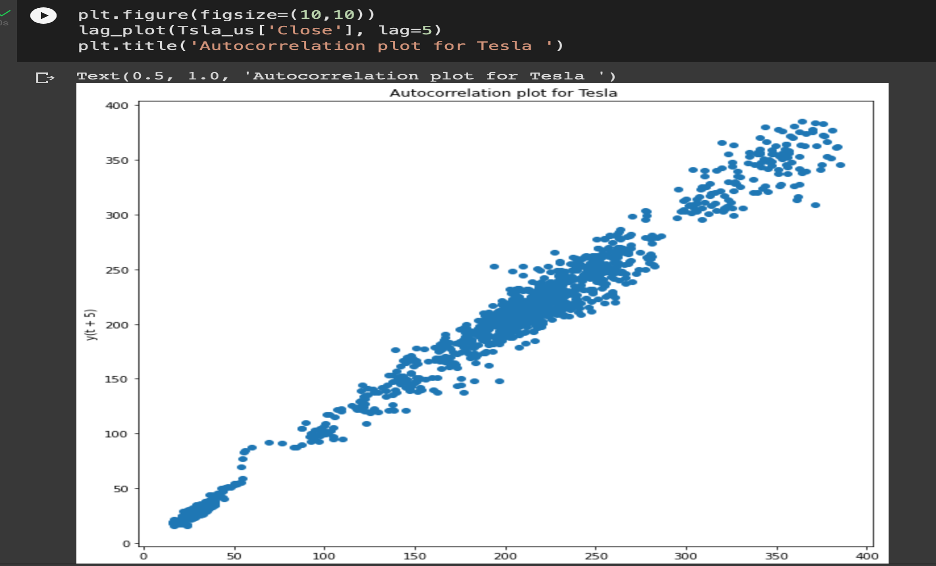 plt.figure(figsize=(10,10))
lag_plot(Tsla_us['Close'], lag=5)
plt.title('Autocorrelation plot for Tesla ')
Text(0.5, 1.0, 'Autocorrelation plot for Tesla ')
Autocorrelation plot for Tesla
400
350
300
250
200
150
100
50
0
y(t + 5)
0 50 100 150 200 250 300 350 400